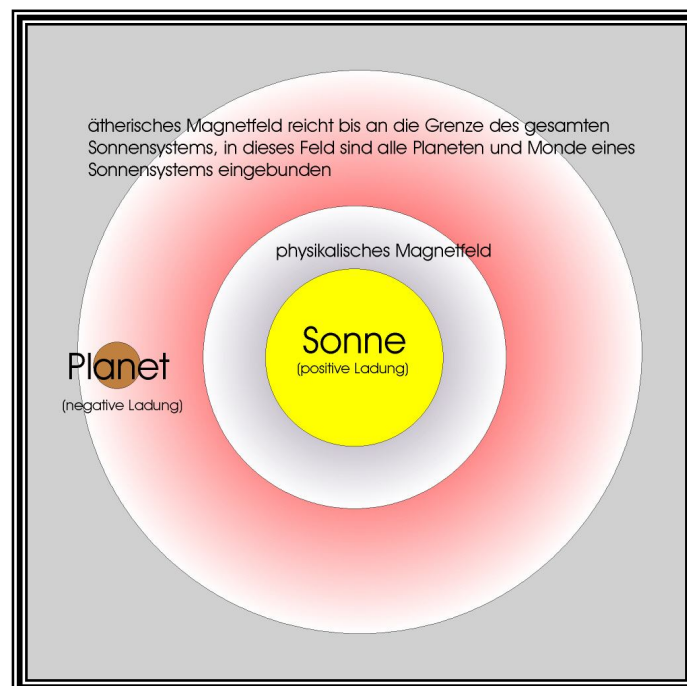 ätherisches Magnetfeld reicht bis an die Grenze des gesamten
Sonnensystems, in dieses Feld sind alle Planeten und Monde eines
Sonnensystems eingebunden
physikalisches Magnetfeld
Sonne
(positive Ladung)
Planet
(negative Ladung)